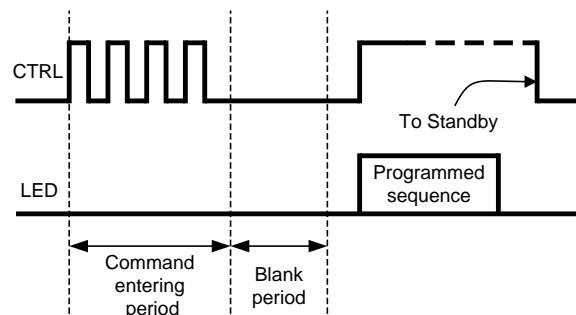 CTRL
To Standby
LED
Programmed
sequence
Command
entering
period
Blank
period